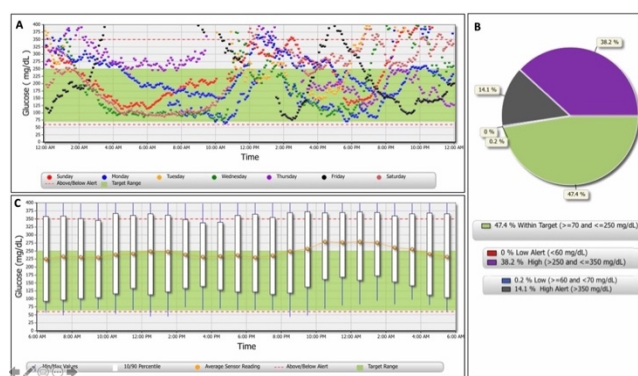 A
Glucose ( mg/dL)
400
375
350
325
300
275
250
225
200
175
150
125
100
75
50
25
0
12:00 AM 2:00 AM 4:00 AM 6:00 AM 8:00 AM 10:00 AM 12:00 PM 2:00 PM 4:00 PM 6:00 PM 8:00 PM 10:00 PM 12:00 AM
Time
Sunday Monday Tuesday Wednesday Thursday Friday Saturday
Above/Below Alert Target Range
C
Glucose ( mg/dL)
400
375
350
325
300
275
250
225
200
175
150
125
100
75
50
25
0
6:00 AM 8:00 AM 10:00 AM 12:00 PM 2:00 PM 4:00 PM 6:00 PM 8:00 PM 10:00 PM 12:00 AM 2:00 AM 4:00 AM 6:00 AM
Time
Min/Max Values 10/90 Percentile Average Sensor Reading Above/Below Alert Target Range
B
38.2 %
14.1 %
0 %
0.2 %
47.4 %
47.4 % Within Target (>=70 and <=250 mg/dL)
0 % Low Alert (<60 mg/dL)
38.2 % High (>250 and <=350 mg/dL)
0.2 % Low (>=60 and <70 mg/dL)
14.1 % High Alert (>350 mg/dL)